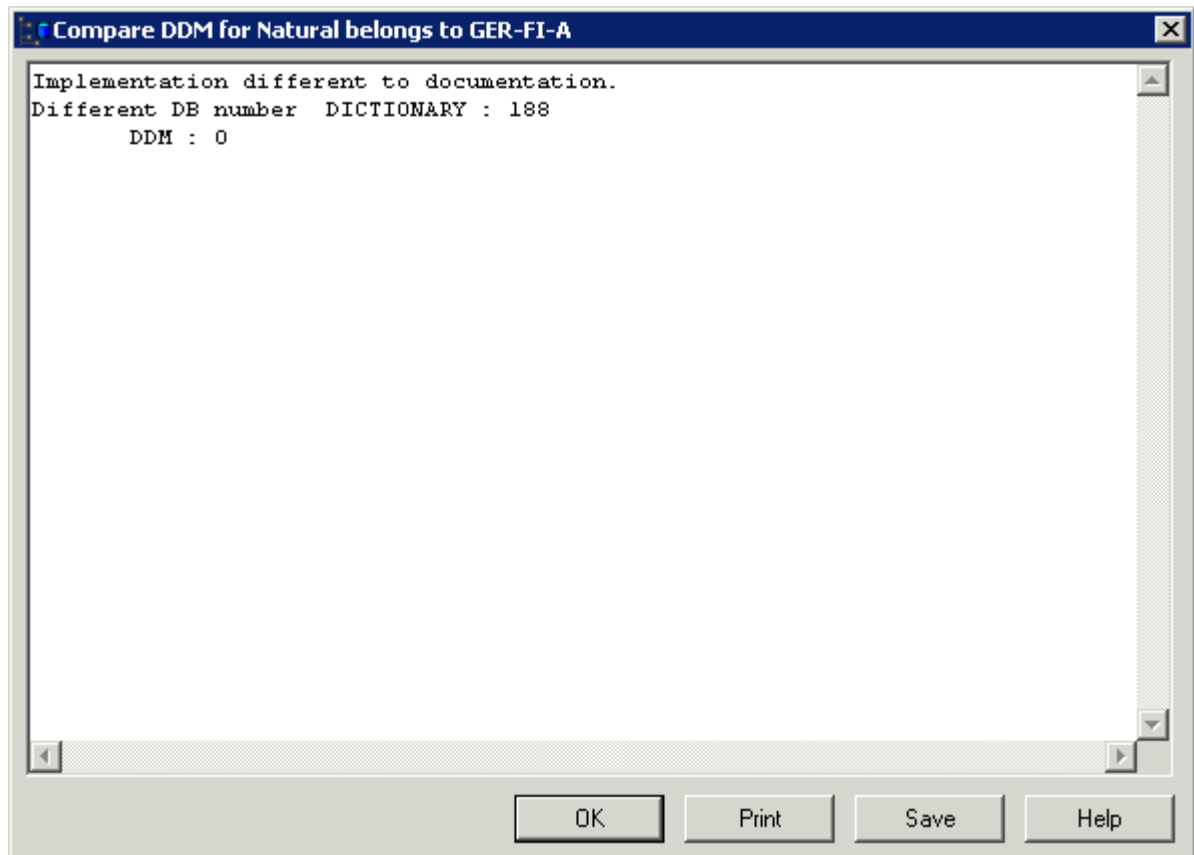 Compare DDM for Natural belongs to GER-FI-A
Implementation different to documentation.
Different DB number  DICTIONARY : 188
       DDM : 0
OK
Print
Save
Help